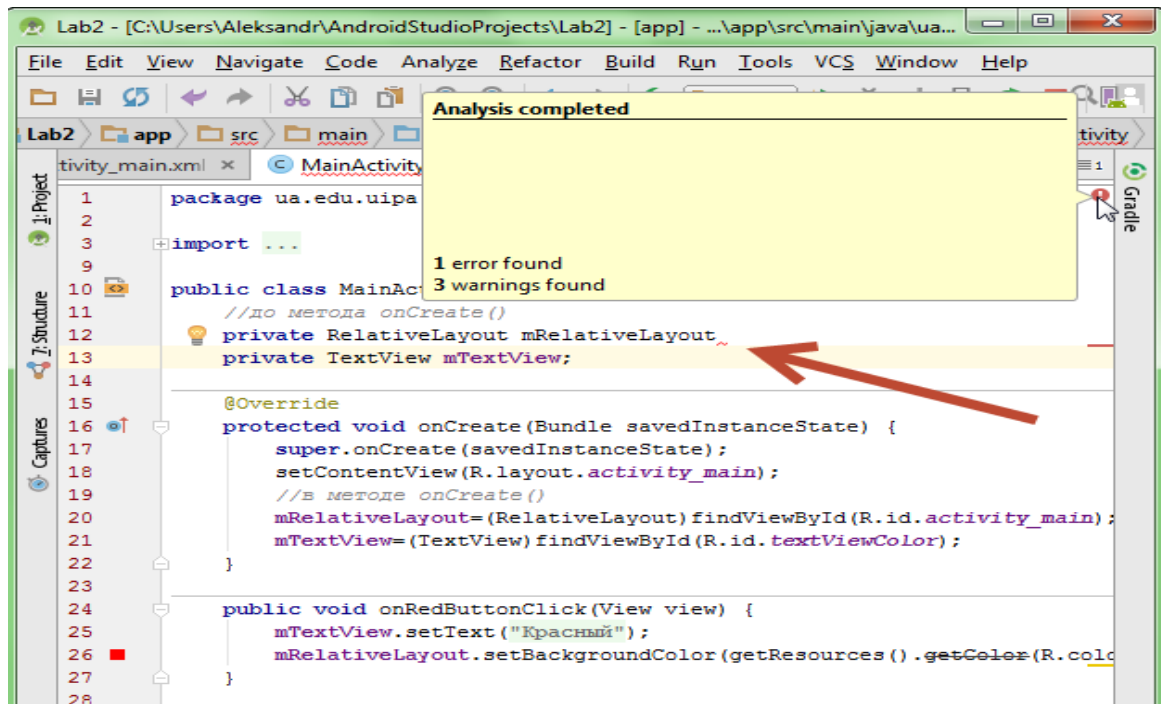 Lab2 - [C:\Users\Aleksandr\AndroidStudioProjects\Lab2] - [app] - ...\app\src\main\java\ua...
File Edit View Navigate Code Analyze Refactor Build Run Tools VCS Window Help
Analysis completed
1 error found
3 warnings found
Lab2 app src main tivity
tivity_main.xml × C MainActivity 1
1: Project
7: Structure
Captures
Gradle
1 package ua.edu.uipa
2
3 import ...
9
10 public class MainAc
11 //до метода onCreate()
12 private RelativeLayout mRelativeLayout
13 private TextView mTextView;
14
15 @Override
16 protected void onCreate(Bundle savedInstanceState) {
17 super.onCreate(savedInstanceState);
18 setContentView(R.layout.activity_main);
19 //в методе onCreate()
20 mRelativeLayout=(RelativeLayout)findViewById(R.id.activity_main);
21 mTextView=(TextView)findViewById(R.id.textViewColor);
22 }
23
24 public void onRedButtonClick(View view) {
25 mTextView.setText("Красный");
26 mRelativeLayout.setBackgroundColor(getResources().getColor(R.colo
27 }
28